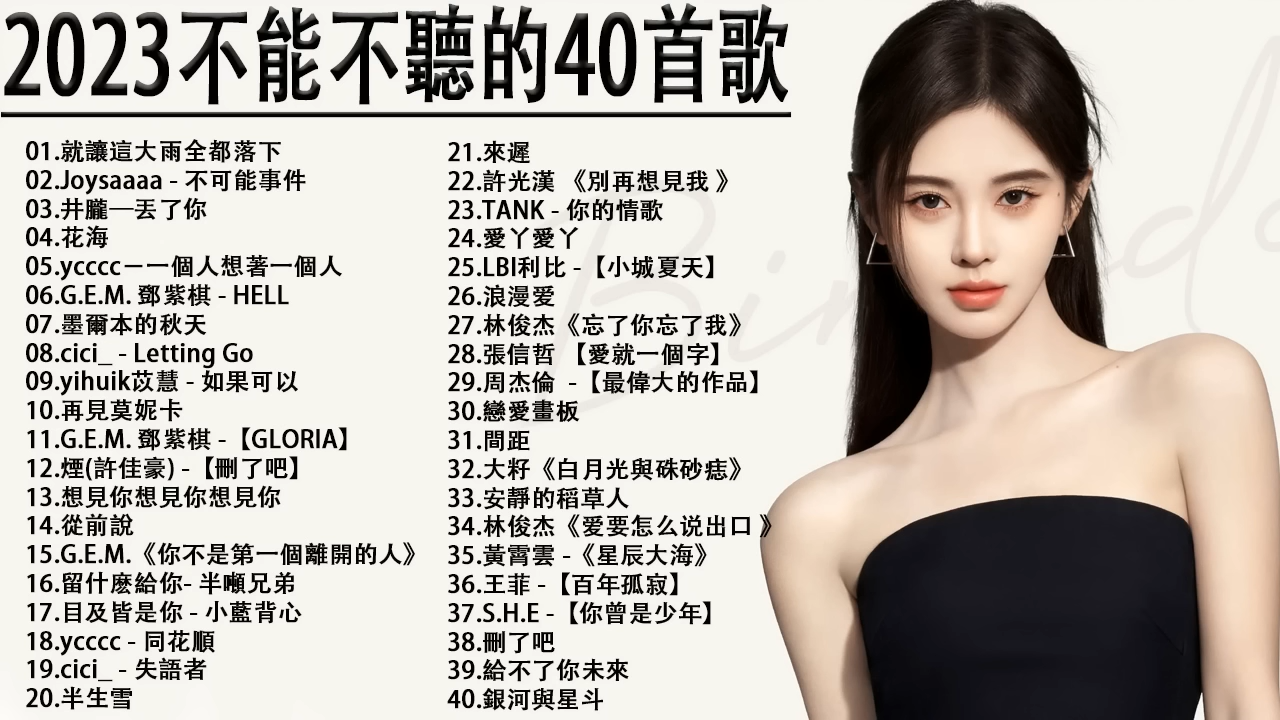 2023不能不聽的40首歌
01.就讓這大雨全都落下
02.Joysaaaa - 不可能事件
03.井朧—丟了你
04.花海
05.ycccc－一個人想著一個人
06.G.E.M. 鄧紫棋 - HELL
07.墨爾本的秋天
08.cici_ - Letting Go
09.yihuik苡慧 - 如果可以
10.再見莫妮卡
11.G.E.M. 鄧紫棋 -【GLORIA】
12.煙(許佳豪) -【刪了吧】
13.想見你想見你想見你
14.從前說
15.G.E.M.《你不是第一個離開的人》
16.留什麼給你- 半噸兄弟
17.目及皆是你 - 小藍背心
18.ycccc - 同花順
19.cici_ - 失語者
20.半生雪
21.來遲
22.許光漢 《別再想見我 》
23.TANK - 你的情歌
24.愛丫愛丫
25.LBI利比 -【小城夏天】
26.浪漫爱
27.林俊杰《忘了你忘了我》
28.張信哲 【愛就一個字】
29.周杰倫 -【最偉大的作品】
30.戀愛畫板
31.間距
32.大籽《白月光與硃砂痣》
33.安靜的稻草人
34.林俊杰《爱要怎么说出口 》
35.黃霄雲 -《星辰大海》
36.王菲 -【百年孤寂】
37.S.H.E -【你曾是少年】
38.刪了吧
39.給不了你未來
40.銀河與星斗